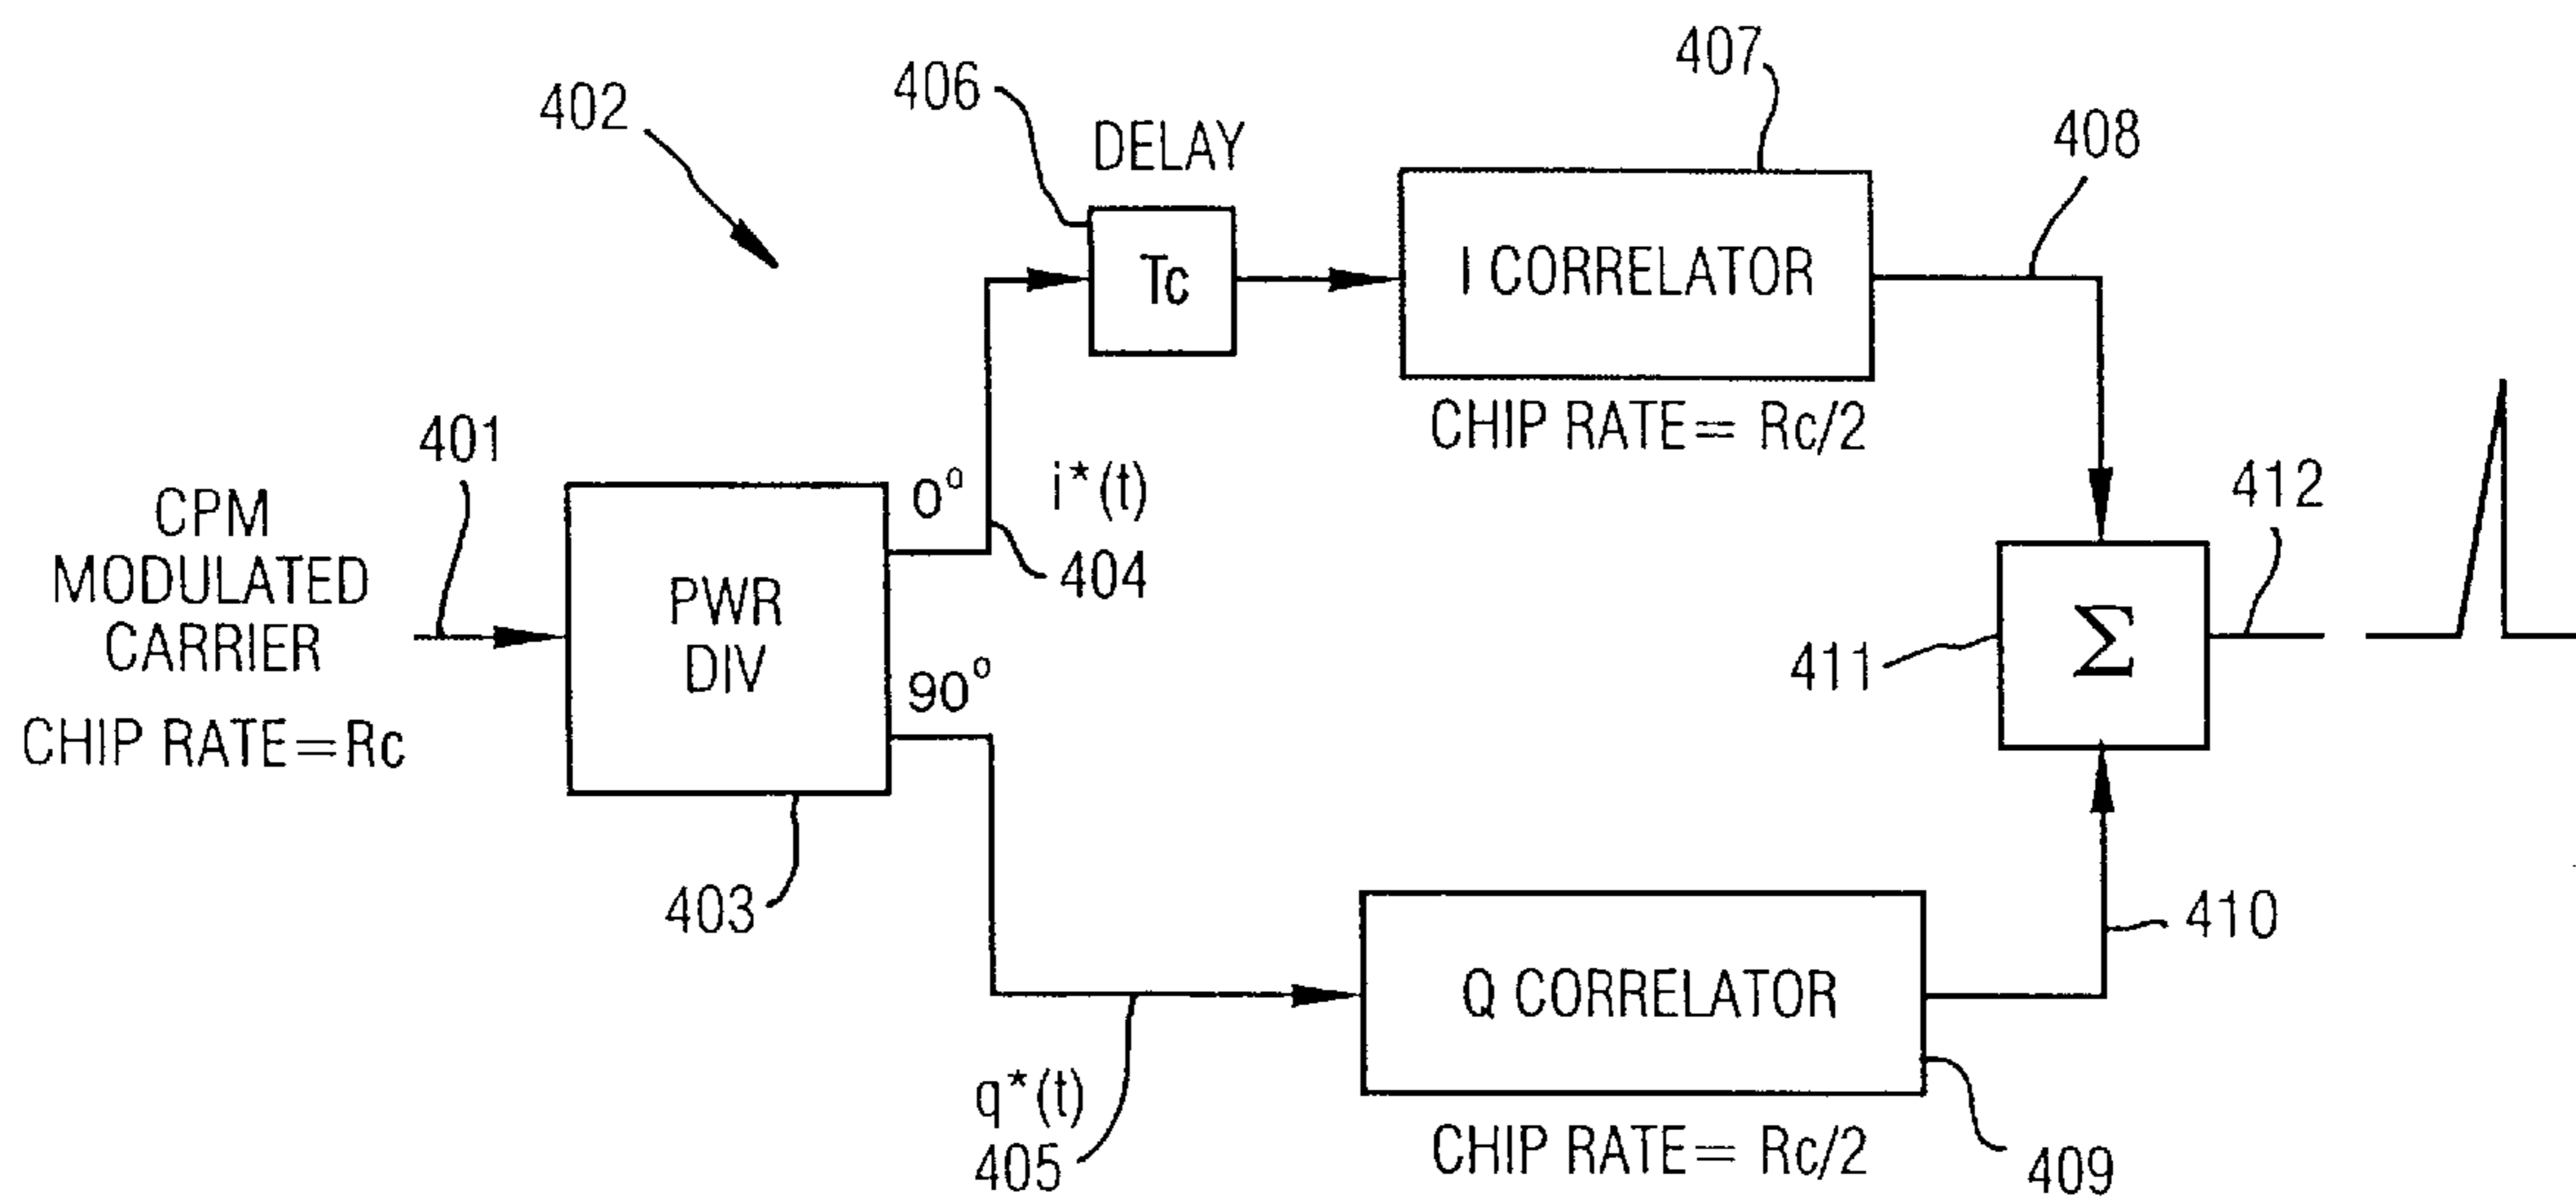 407
402
406
DELAY
408
Tc
I CORRELATOR
CHIP RATE= Rc/2
401
0°
i*(t)
404
412
CPM
MODULATED
CARRIER
CHIP RATE=Rc
PWR
DIV
90°
411
Σ
403
410
Q CORRELATOR
q*(t)
405
CHIP RATE= Rc/2
409